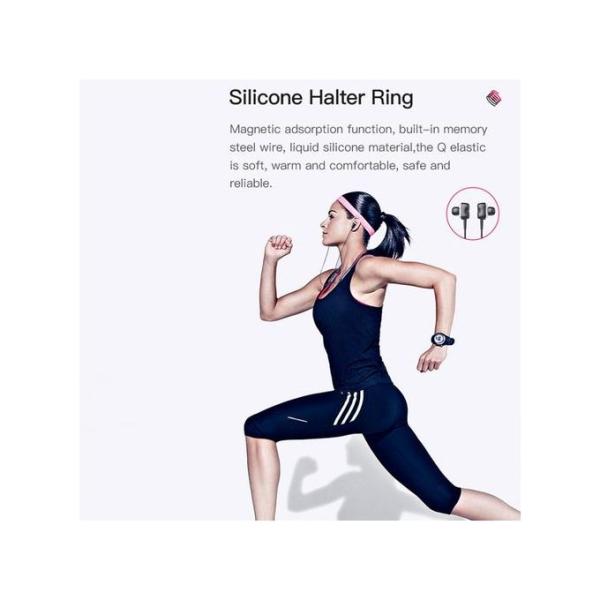 Silicone Halter Ring
Magnetic adsorption function, built-in memory
steel wire, liquid silicone material,the Q elastic
is soft, warm and comfortable, safe and
reliable.